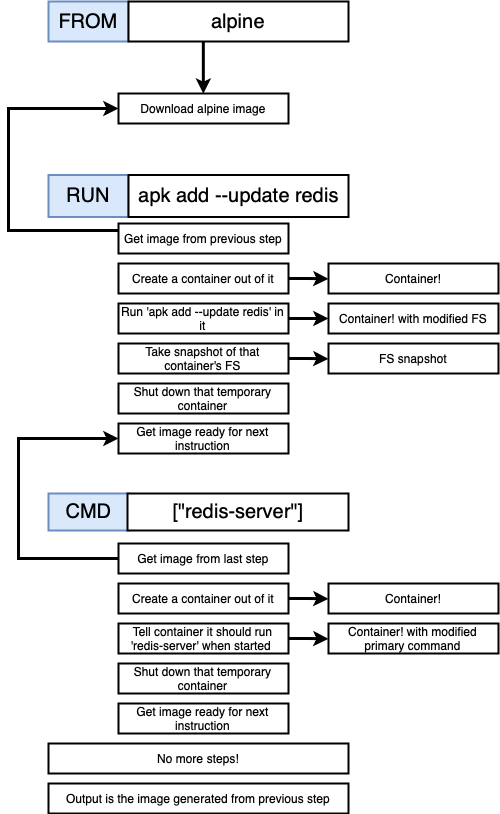 FROM alpine
Download alpine image
RUN apk add --update redis
Get image from previous step
Create a container out of it
Container!
Run 'apk add --update redis' in
it
Container! with modified FS
Take snapshot of that
container's FS
FS snapshot
Shut down that temporary
container
Get image ready for next
instruction
CMD ["redis-server"]
Get image from last step
Create a container out of it
Container!
Tell container it should run
'redis-server' when started
Container! with modified
primary command
Shut down that temporary
container
Get image ready for next
instruction
No more steps!
Output is the image generated from previous step